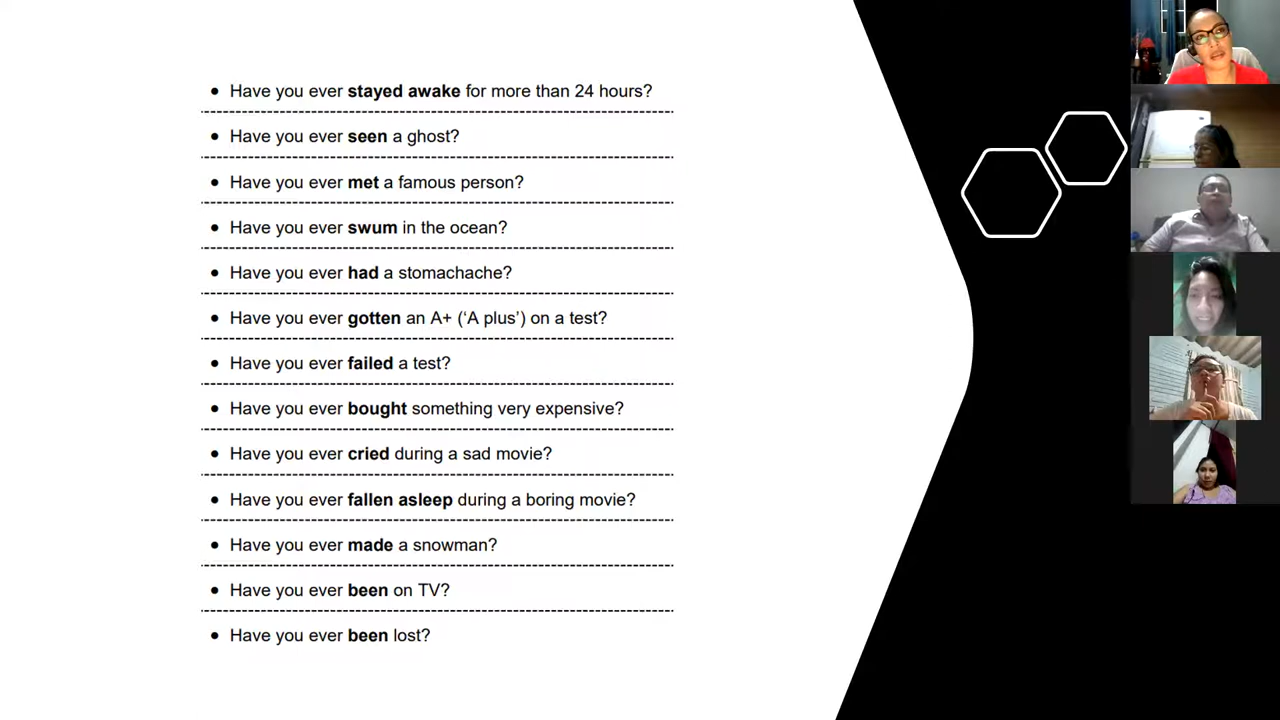 • Have you ever stayed awake for more than 24 hours?
• Have you ever seen a ghost?
• Have you ever met a famous person?
• Have you ever swum in the ocean?
• Have you ever had a stomachache?
• Have you ever gotten an A+ (‘A plus’) on a test?
• Have you ever failed a test?
• Have you ever bought something very expensive?
• Have you ever cried during a sad movie?
• Have you ever fallen asleep during a boring movie?
• Have you ever made a snowman?
• Have you ever been on TV?
• Have you ever been lost?